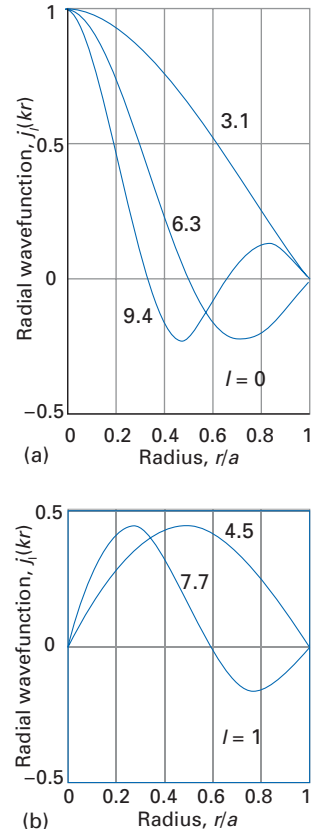 1
0.5
0
−0.5
Radial wavefunction, jl(kr)
3.1
6.3
9.4
l = 0
0 0.2 0.4 0.6 0.8 1
(a) Radius, r/a
0.5
0
−0.5
Radial wavefunction, jl(kr)
4.5
7.7
l = 1
0 0.2 0.4 0.6 0.8 1
(b) Radius, r/a